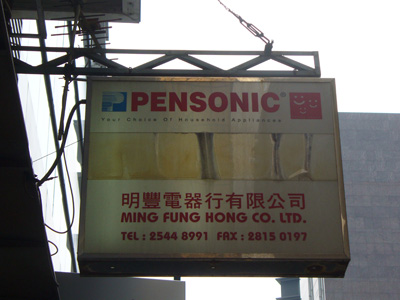 PENSONIC®
Your Choice Of Household Appliances
明豐電器行有限公司
MING FUNG HONG CO. LTD.
TEL : 2544 8991 FAX : 2815 0197